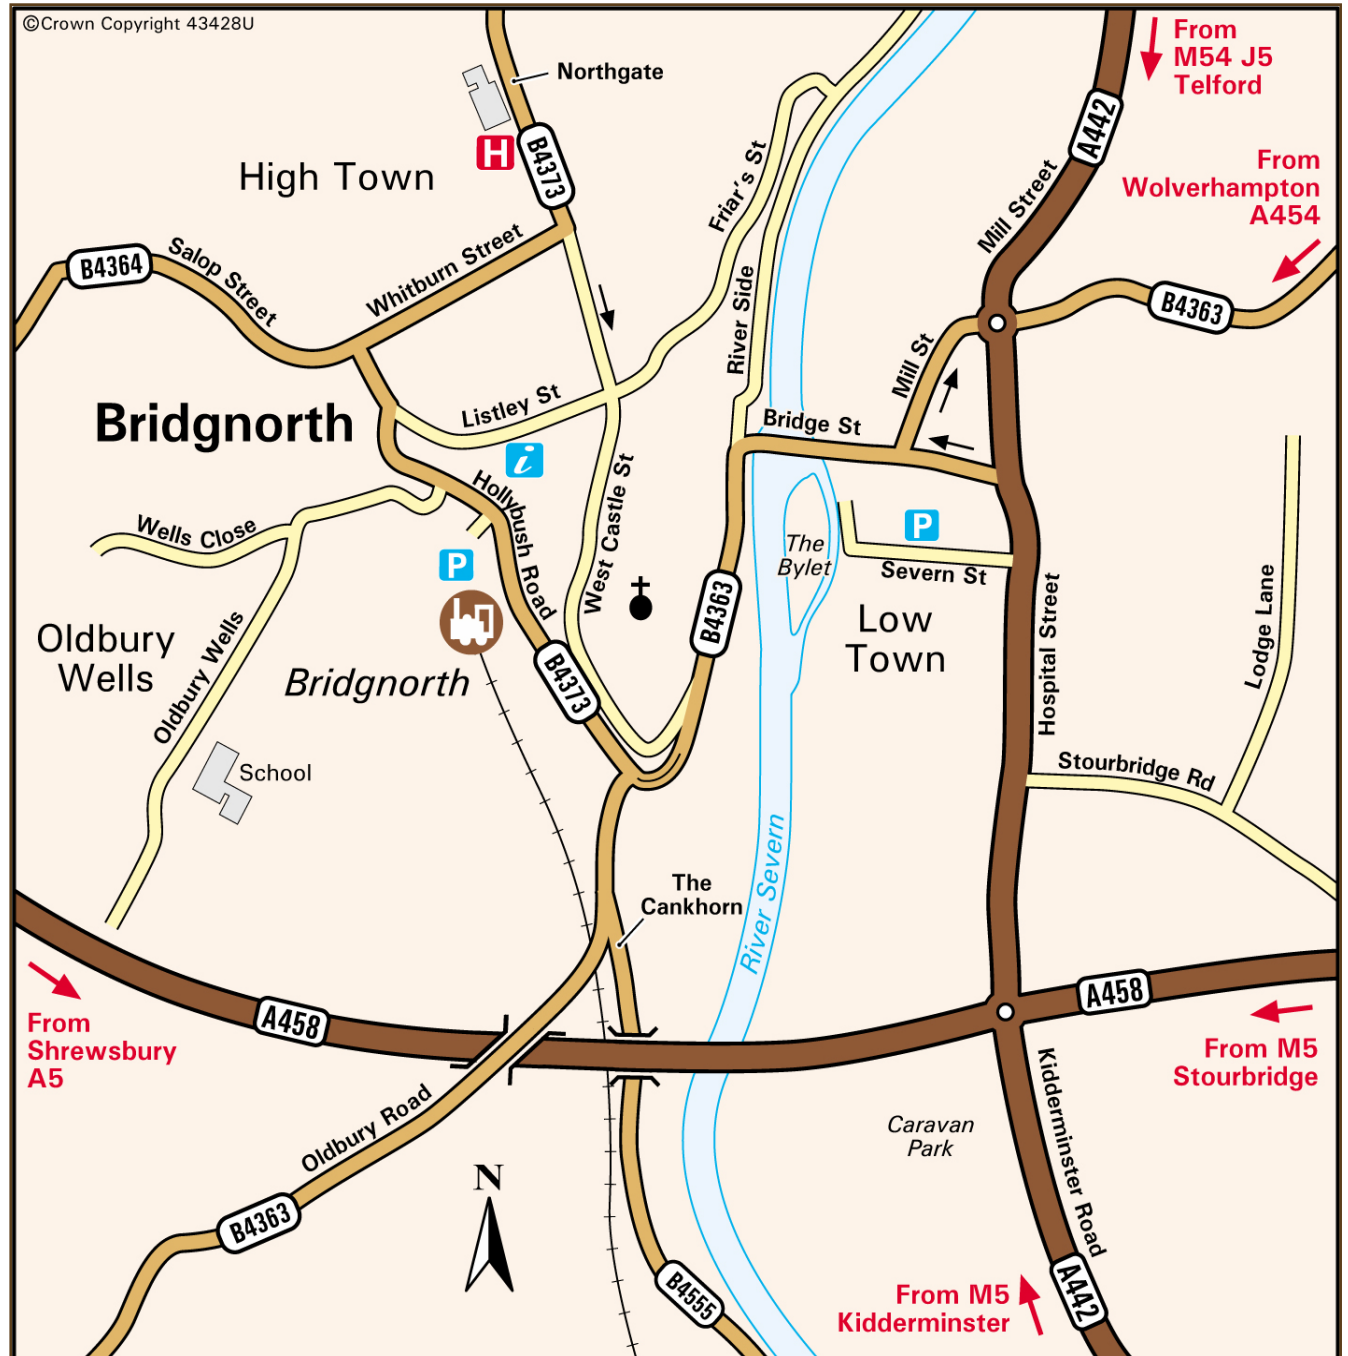 ©Crown Copyright 43428U
Northgate
From
M54 J5
Telford
A442
B4373
H
High Town
From
Wolverhampton
A454
Friar's St
Mill Street
B4364
Salop Street
Whitburn Street
River Side
B4363
Mill St
Listley St
Bridge St
Bridgnorth
i
Hollybush Road
West Castle St
Wells Close
P
P
The
Bylet
Severn St
B4363
Low
Town
Hospital Street
Lodge Lane
Oldbury
Wells
Oldbury Wells
Bridgnorth
B4373
School
Stourbridge Rd
The
Cankhorn
River Severn
A458
A458
From
Shrewsbury
A5
From M5
Stourbridge
Kidderminster Road
Caravan
Park
Oldbury Road
N
B4363
B4555
From M5
Kidderminster
A442